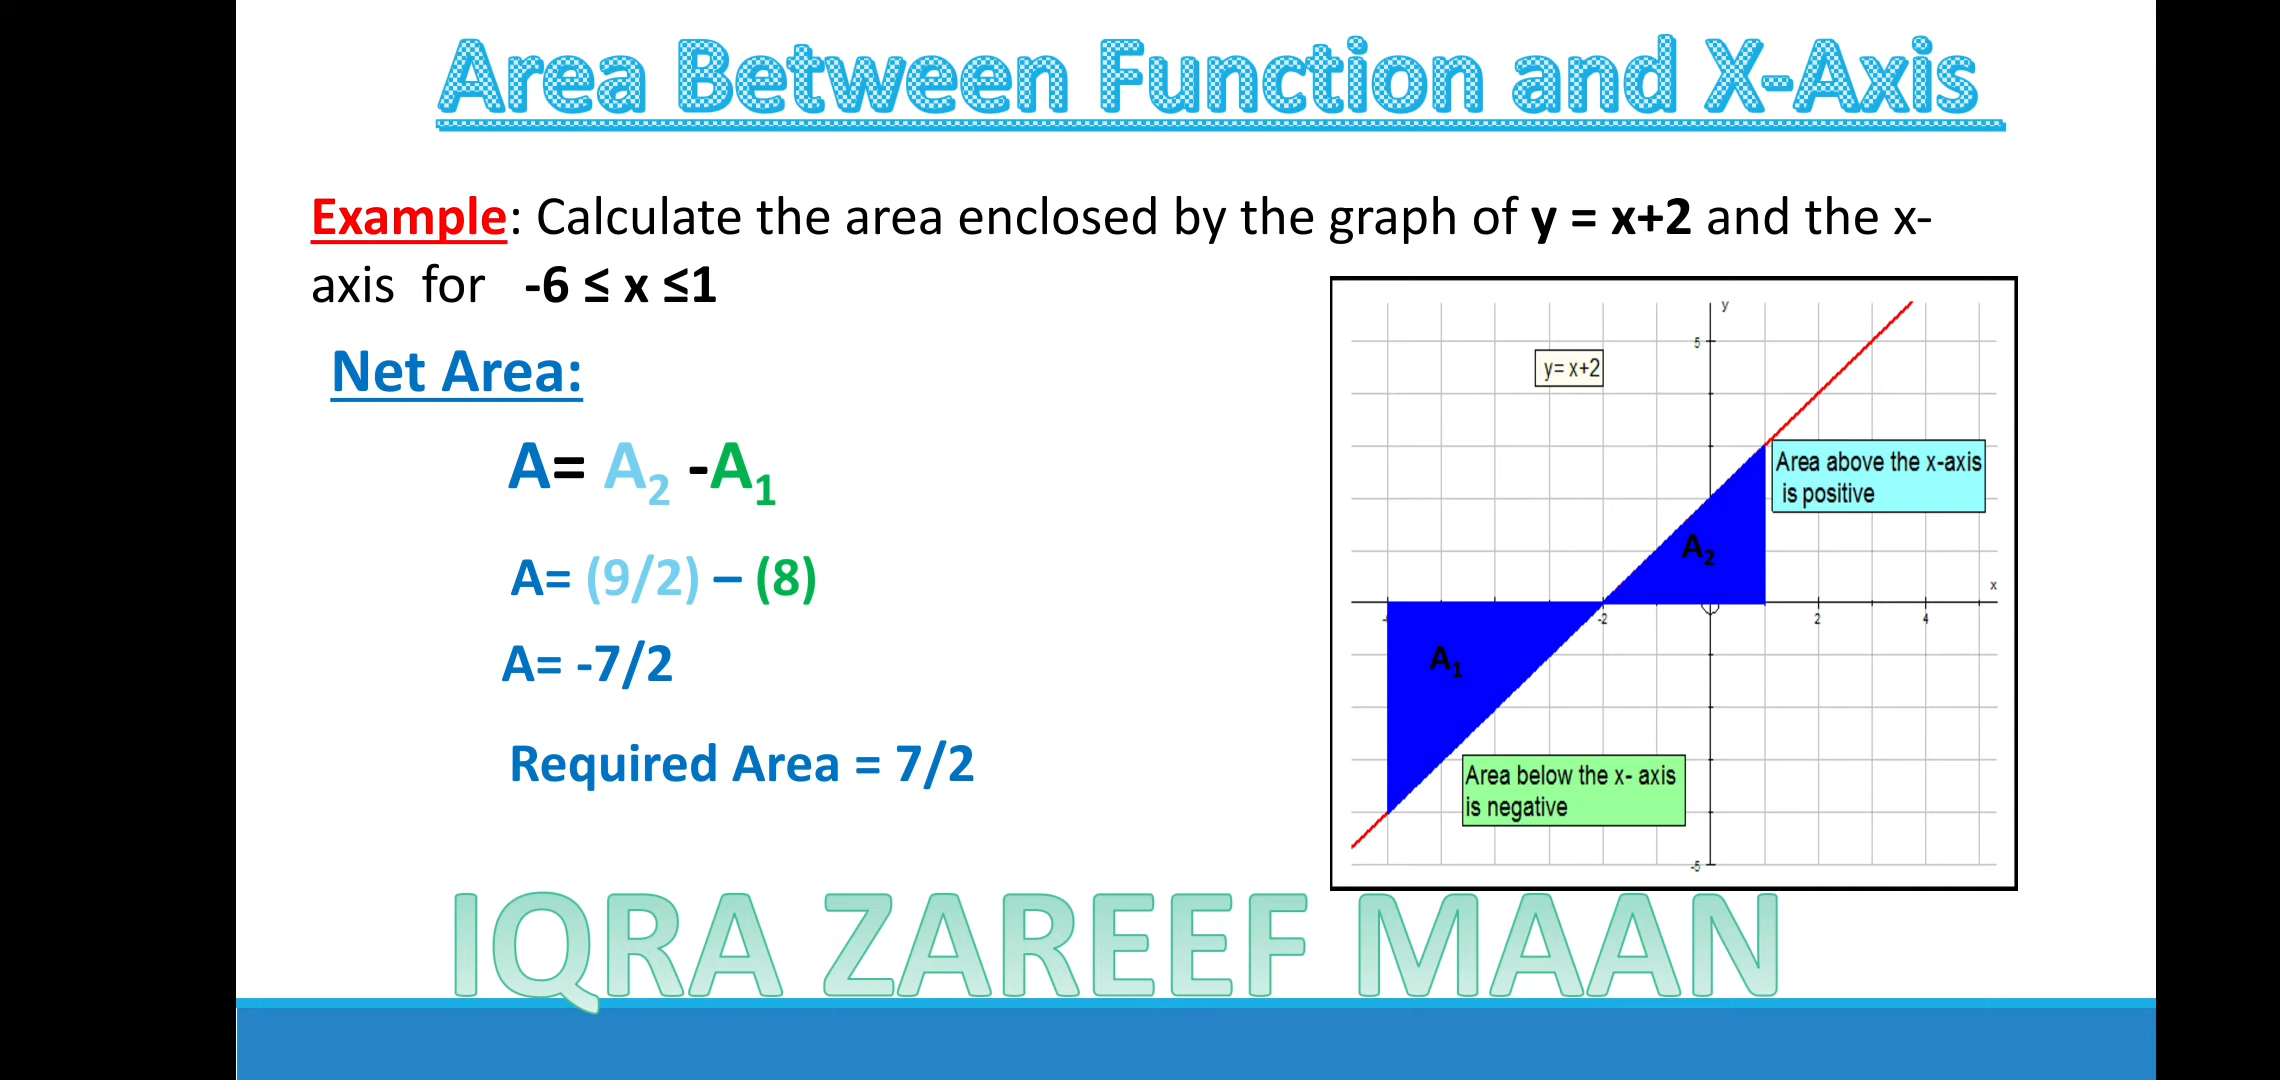 Area Between Function and X-Axis
Example: Calculate the area enclosed by the graph of y = x+2 and the x-
axis for -6 ≤ x ≤1
Net Area:
A= A₂ -A₁
A= (9/2) – (8)
A= -7/2
Required Area = 7/2
y
5
y= x+2
Area above the x-axis
is positive
A₂
x
-2
2
4
A₁
Area below the x- axis
is negative
-5
IQRA ZAREEF MAAN